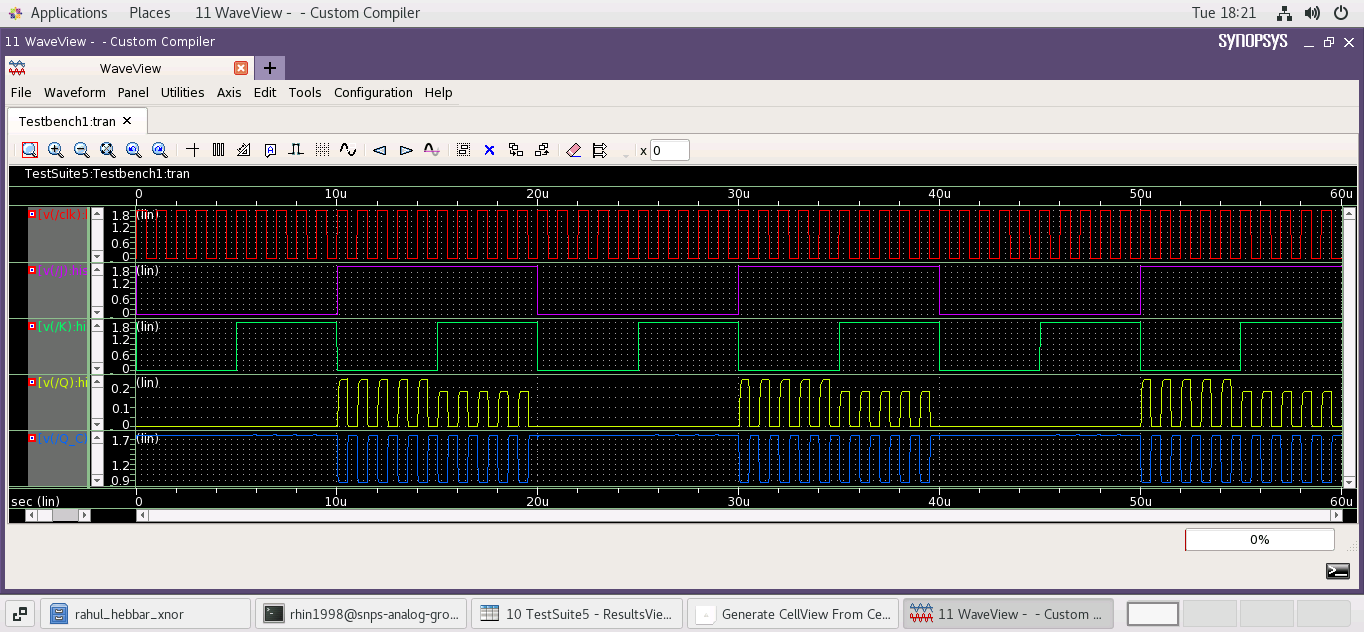 Applications Places 11 WaveView - - Custom Compiler Tue 18:21
11 WaveView - - Custom Compiler SYNOPSYS
WaveView
File Waveform Panel Utilities Axis Edit Tools Configuration Help
Testbench1:tran
x 0
TestSuite5:Testbench1:tran
0 10u 20u 30u 40u 50u 60u
[v(/clk): 1.8 (lin)
1.2
0.6
0
[v(/J):his 1.8 (lin)
1.2
0.6
0
[v(/K):hi 1.8 (lin)
1.2
0.6
0
[v(/Q):hi (lin)
0.2
0.1
0
[v(/Q_C 1.7 (lin)
1.2
0.9
sec (lin) 0 10u 20u 30u 40u 50u 60u
0%
rahul_hebbar_xnor rhin1998@snps-analog-gro... 10 TestSuite5 - ResultsVie... Generate CellView From Ce... 11 WaveView - - Custom ...